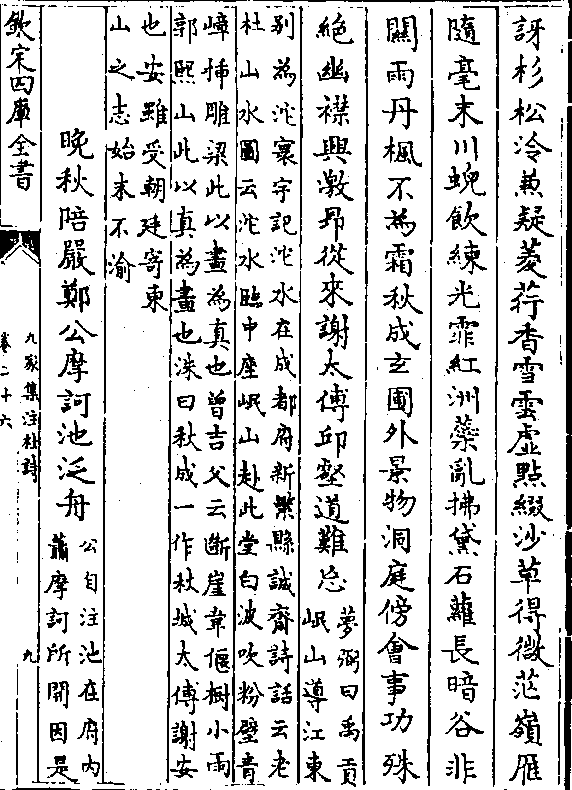 訝杉松冷蒹疑菱荇香雪雲虛點綴沙草得微茫嶺雁
隨毫末川蜺飲練光霏紅洲蘂亂拂黛石蘿長暗谷非
關雨丹楓不為霜秋成玄圃外景物洞庭傍㑹事功殊
絶幽襟興激昻從來謝太傅邱壑道難忘
夢弼曰禹貢
岷山導江東
别為沱寰宇記沱水在成都府新繁縣誠齋詩話云老
杜山水圖云沱水臨中座岷山赴此堂白波吹粉壁青
嶂揷雕梁此以畫為真也曾吉父云斷崖韋偃樹小雨
郭熙山此以真為畫也洙曰秋成一作秋城太傅謝安
也安雖受朝廷寄東
山之志始末不渝
晩秋陪嚴鄭公摩訶池泛舟
公自注池在府内
蕭摩訶所開因是
欽定四庫全書
九家集注杜詩
卷二十六
九